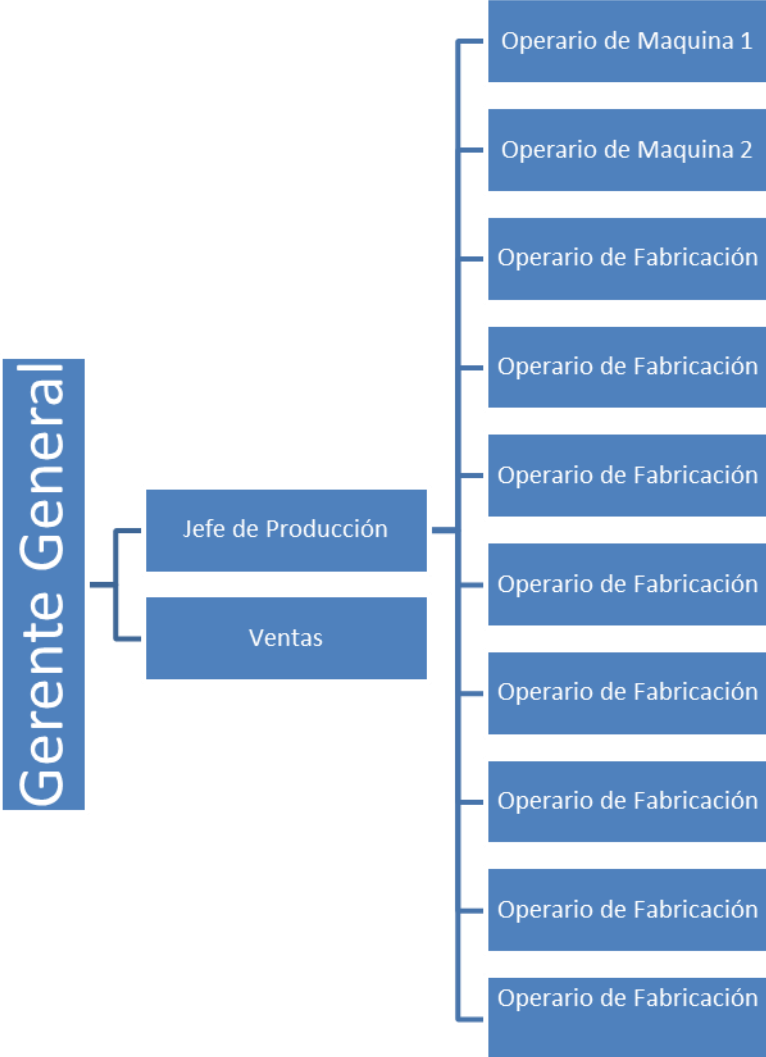 Gerente General
Jefe de Producción
Ventas
Operario de Maquina 1
Operario de Maquina 2
Operario de Fabricación
Operario de Fabricación
Operario de Fabricación
Operario de Fabricación
Operario de Fabricación
Operario de Fabricación
Operario de Fabricación
Operario de Fabricación